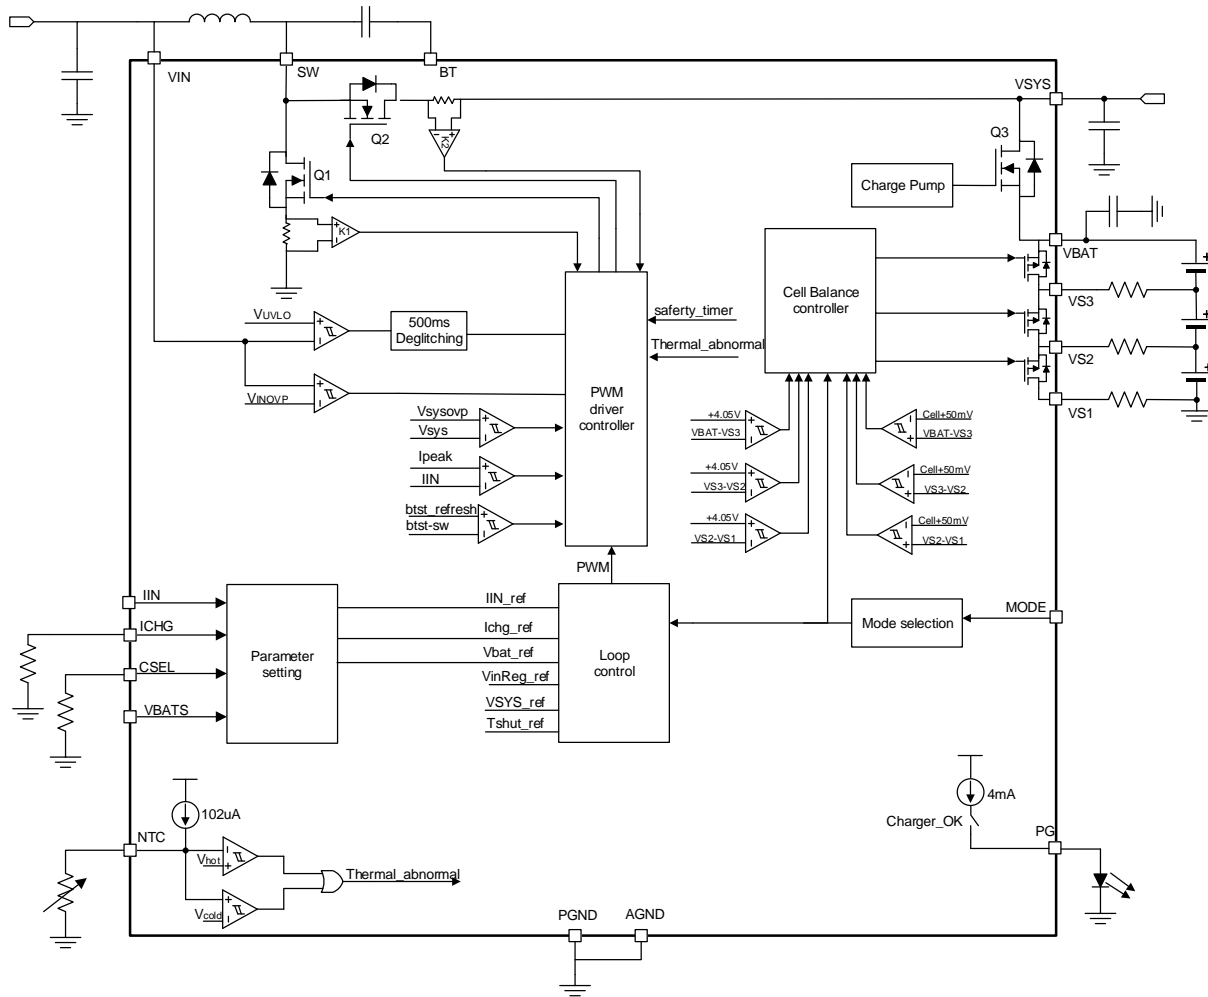 VIN
SW
BT
VSYS
Q2
K2
Q3
Q1
Charge Pump
K1
VBAT
VUVLO
500ms
Deglitching
Cell Balance
controller
VS3
saferty_timer
Thermal_abnormal
VS2
VINOVP
PWM
driver
controller
VS1
Vsysovp
Vsys
+4.05V
VBAT-VS3
Cell+50mV
VBAT-VS3
Ipeak
IIN
+4.05V
VS3-VS2
Cell+50mV
VS3-VS2
btst_refresh
btst-sw
+4.05V
VS2-VS1
Cell+50mV
VS2-VS1
PWM
IIN
IIN_ref
MODE
ICHG
Ichg_ref
Mode selection
Parameter
setting
Vbat_ref
Loop
control
CSEL
VinReg_ref
VBATS
VSYS_ref
Tshut_ref
102uA
4mA
Charger_OK
NTC
PG
Vhot
Thermal_abnormal
Vcold
PGND
AGND